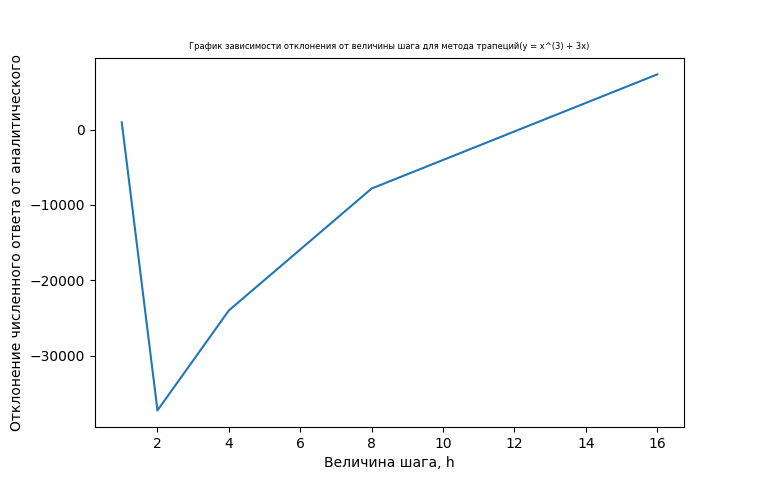 График зависимости отклонения от величины шага для метода трапеций(y = x^(3) + 3x)
Отклонение численного ответа от аналитического
0
−10000
−20000
−30000
2 4 6 8 10 12 14 16
Величина шага, h